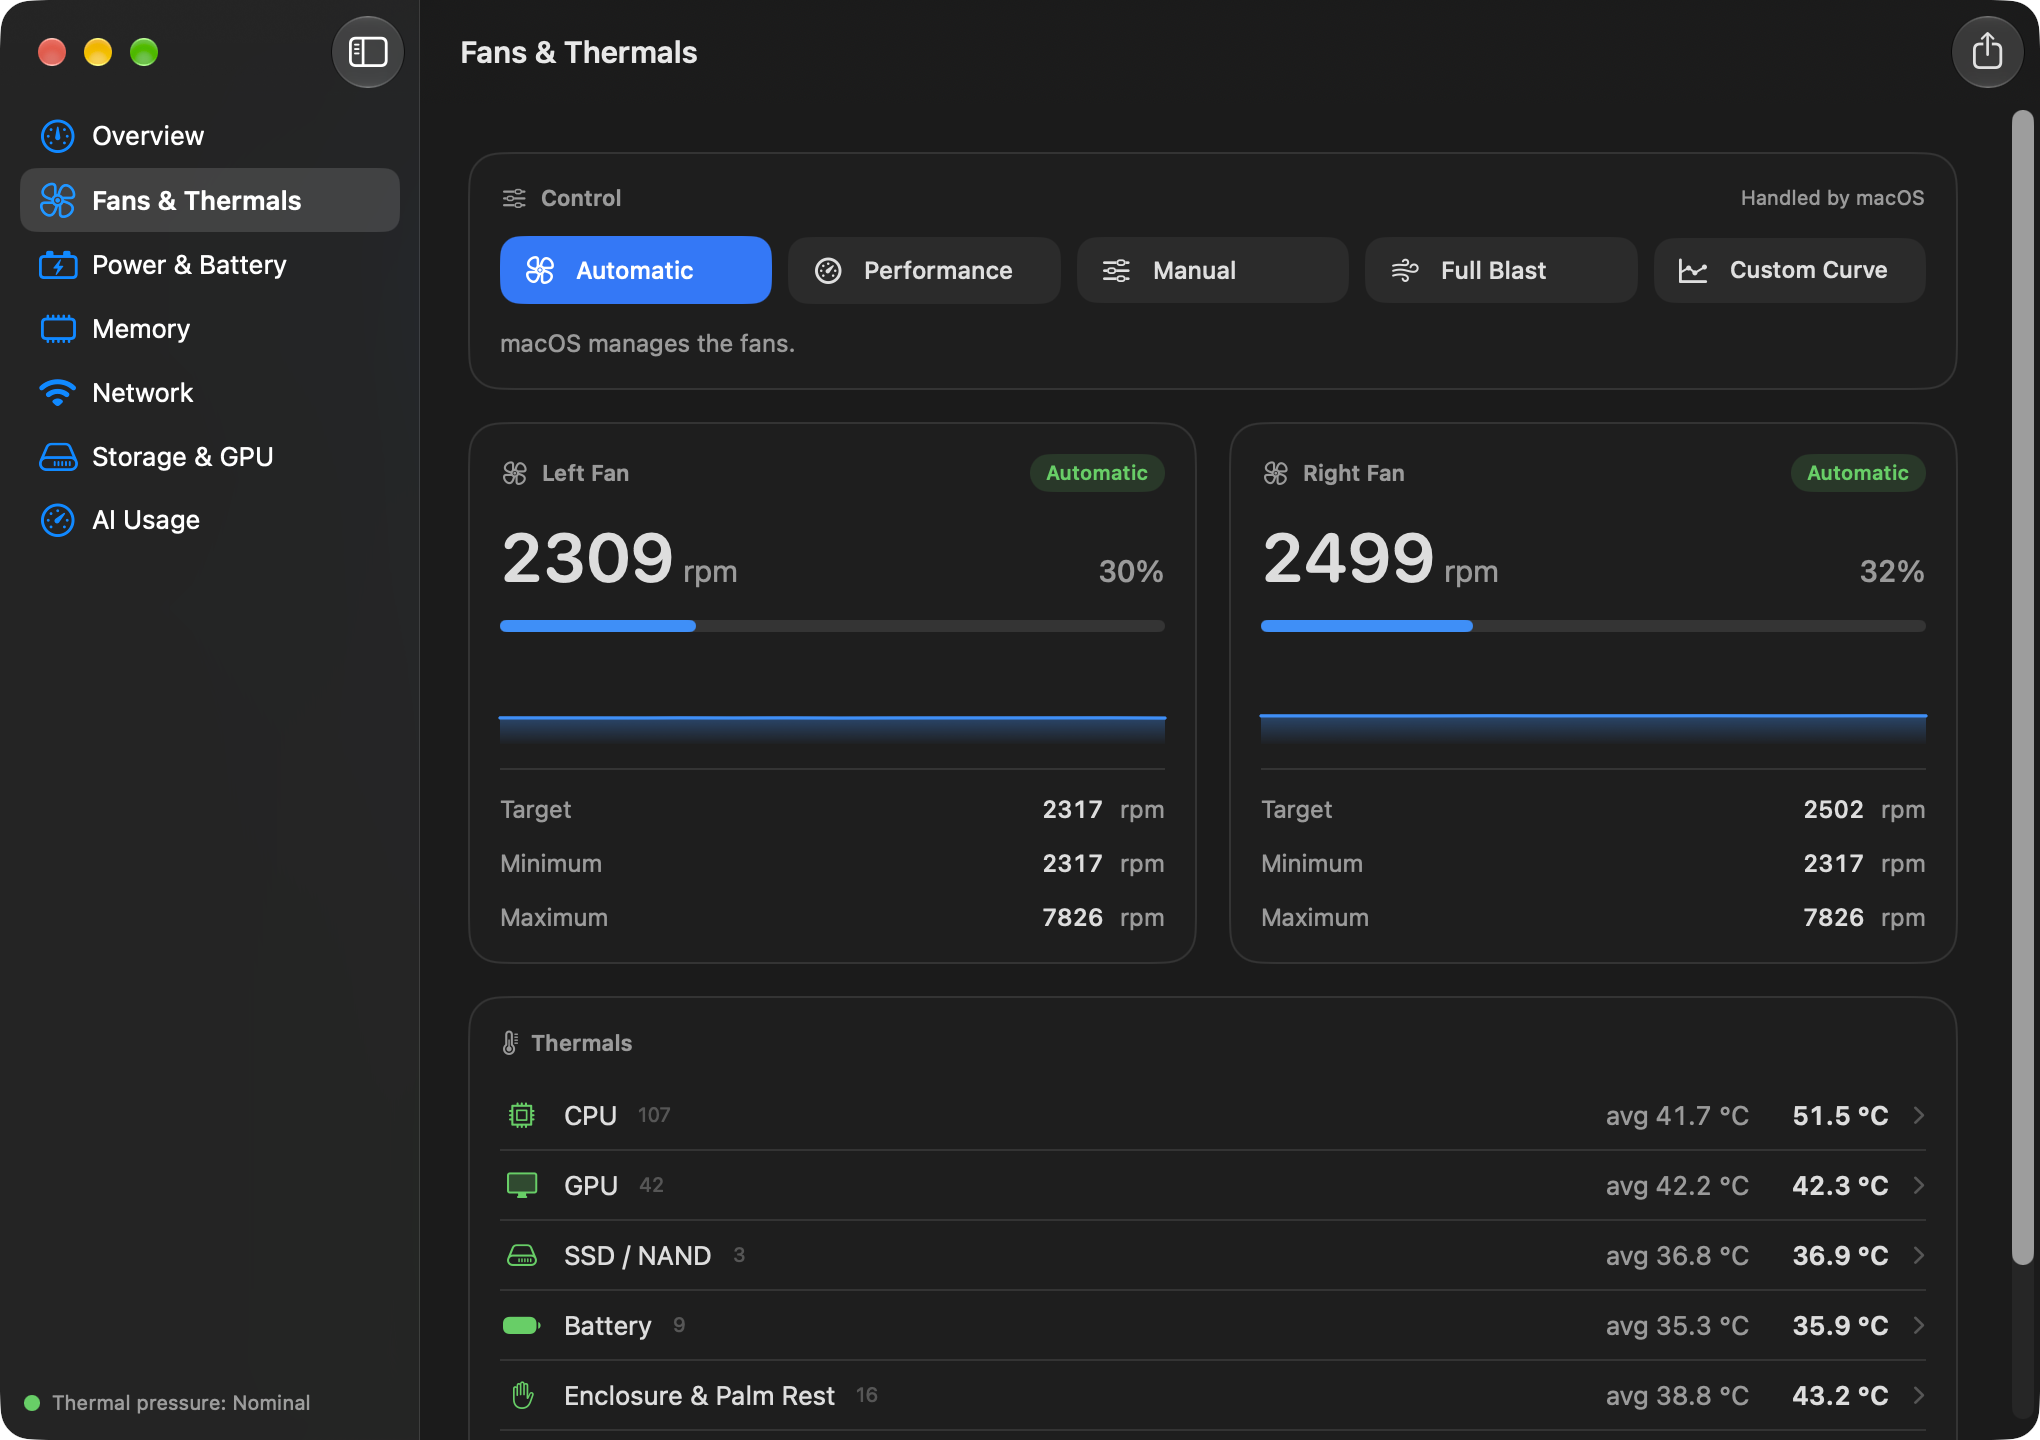 Fans & Thermals
Overview
Fans & Thermals
Power & Battery
Memory
Network
Storage & GPU
AI Usage
Thermal pressure: Nominal
Control
Handled by macOS
Automatic
Performance
Manual
Full Blast
Custom Curve
macOS manages the fans.
Left Fan
Automatic
2309 rpm
30%
Target 2317 rpm
Minimum 2317 rpm
Maximum 7826 rpm
Right Fan
Automatic
2499 rpm
32%
Target 2502 rpm
Minimum 2317 rpm
Maximum 7826 rpm
Thermals
CPU 107 avg 41.7 °C 51.5 °C
GPU 42 avg 42.2 °C 42.3 °C
SSD / NAND 3 avg 36.8 °C 36.9 °C
Battery 9 avg 35.3 °C 35.9 °C
Enclosure & Palm Rest 16 avg 38.8 °C 43.2 °C